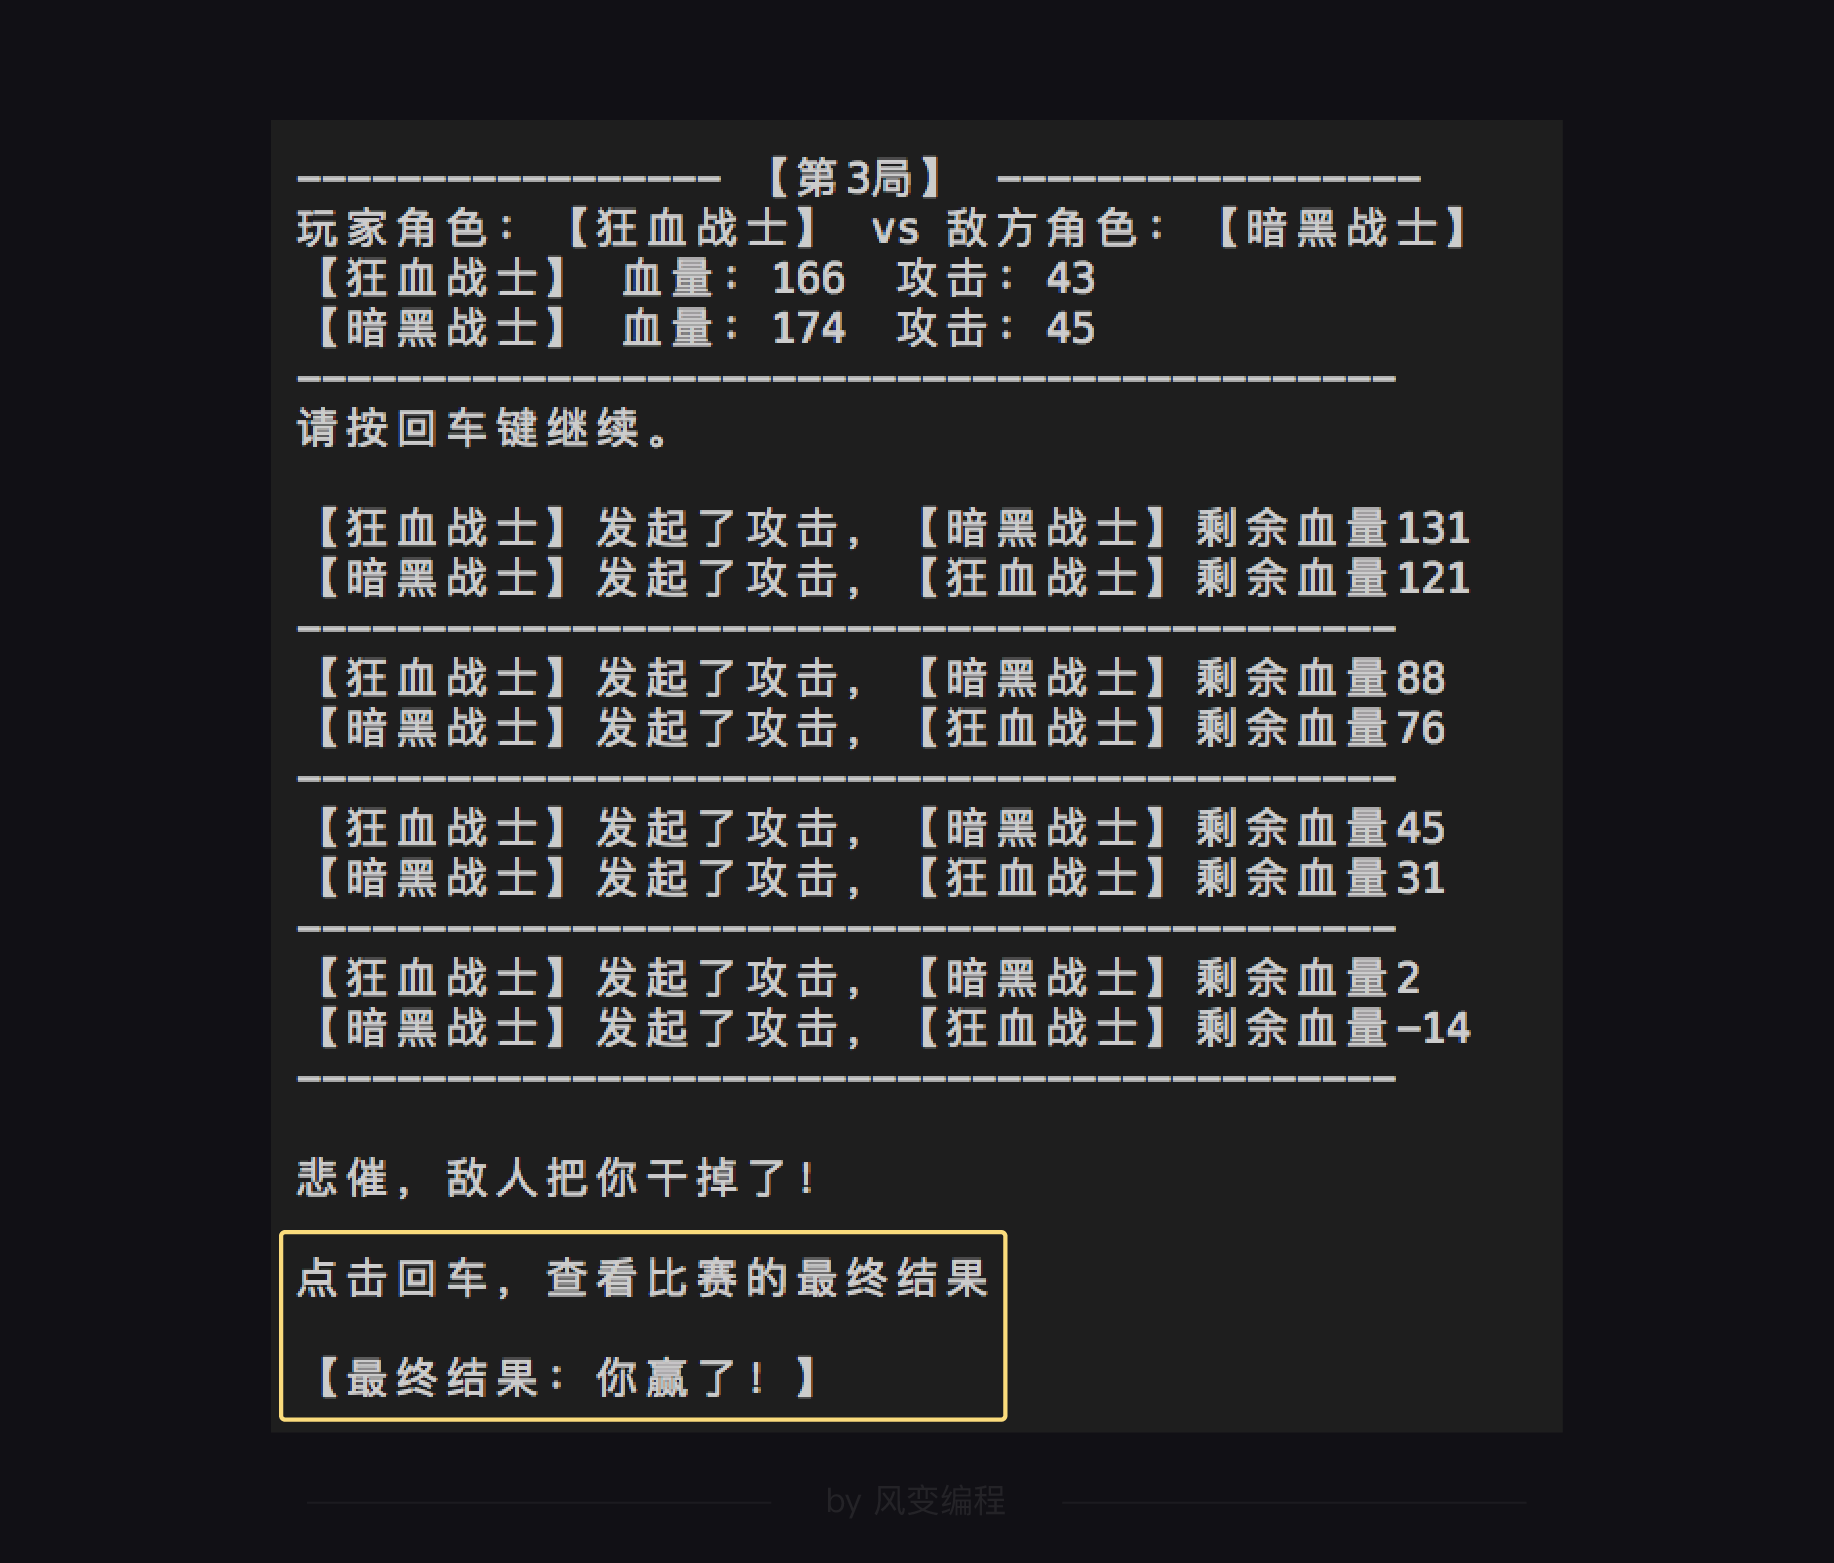 ----------------- 【第3局】 -----------------
玩家角色：【狂血战士】 vs 敌方角色：【暗黑战士】
【狂血战士】 血量：166 攻击：43
【暗黑战士】 血量：174 攻击：45
--------------------------------------------
请按回车键继续。
【狂血战士】发起了攻击，【暗黑战士】剩余血量131
【暗黑战士】发起了攻击，【狂血战士】剩余血量121
--------------------------------------------
【狂血战士】发起了攻击，【暗黑战士】剩余血量88
【暗黑战士】发起了攻击，【狂血战士】剩余血量76
--------------------------------------------
【狂血战士】发起了攻击，【暗黑战士】剩余血量45
【暗黑战士】发起了攻击，【狂血战士】剩余血量31
--------------------------------------------
【狂血战士】发起了攻击，【暗黑战士】剩余血量2
【暗黑战士】发起了攻击，【狂血战士】剩余血量-14
--------------------------------------------
悲催，敌人把你干掉了！
点击回车，查看比赛的最终结果
【最终结果：你赢了！】
by 风变编程